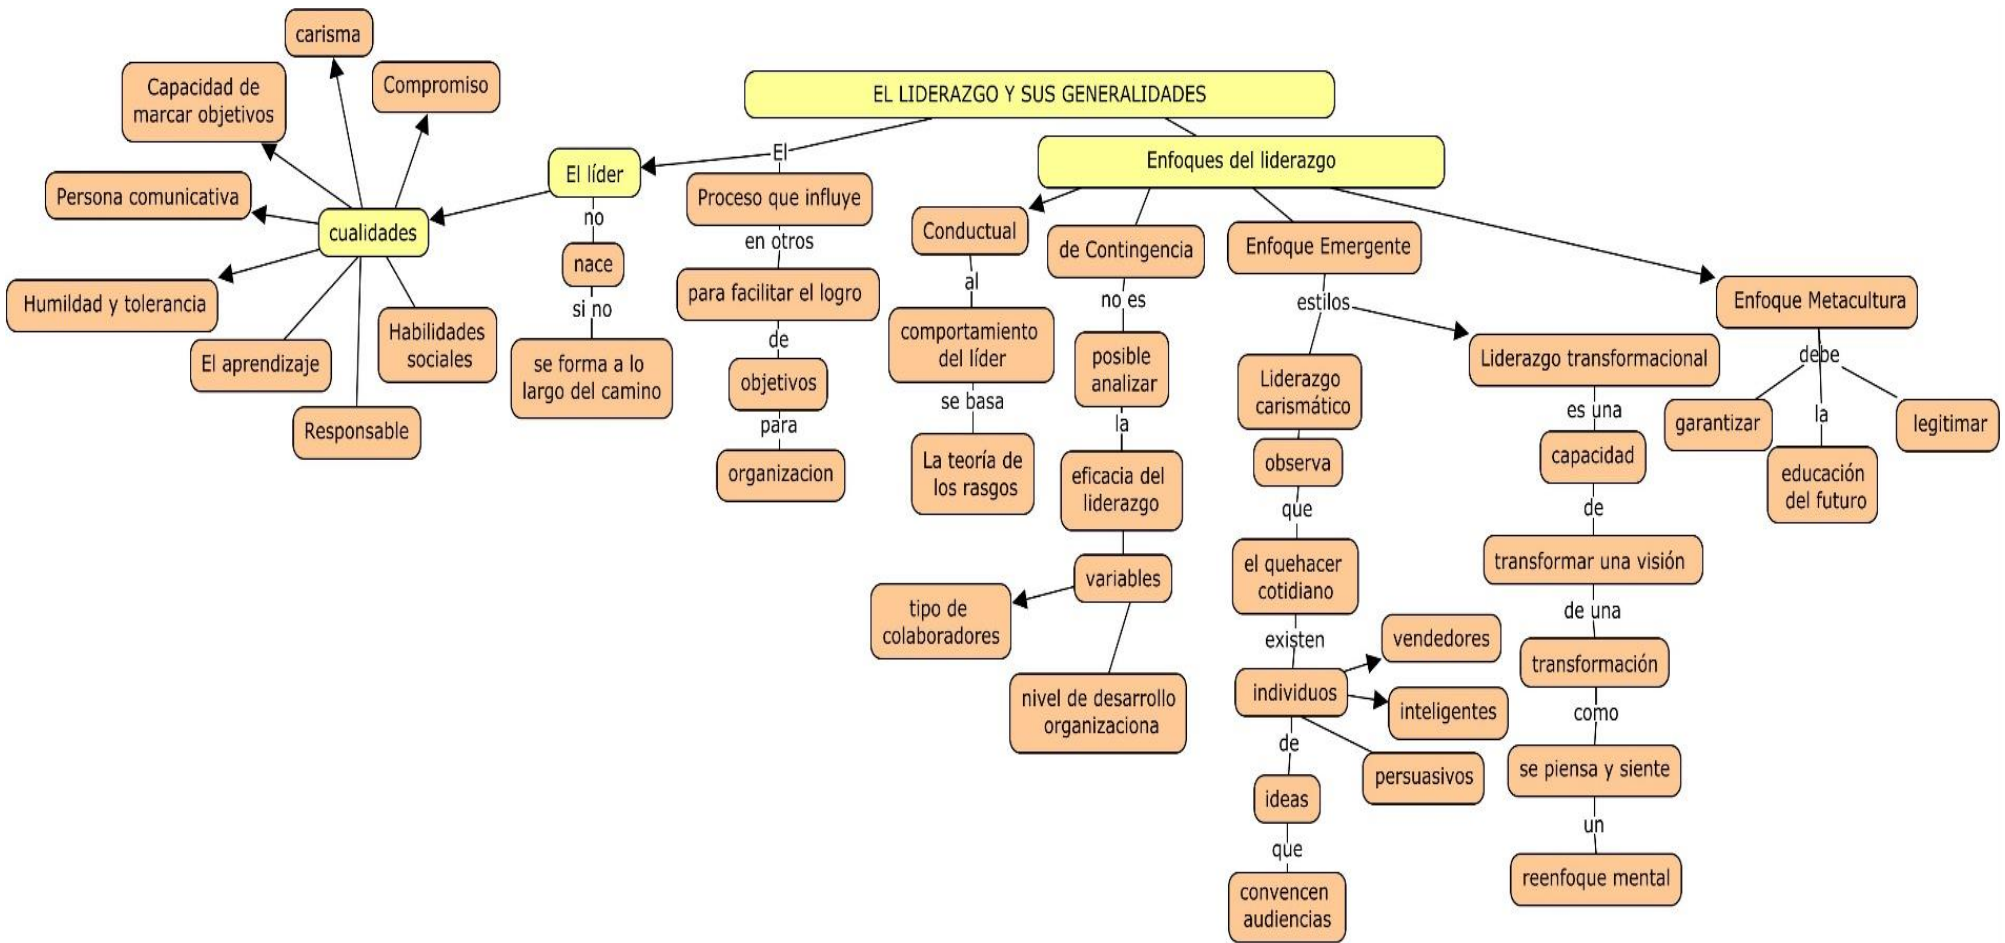 EL LIDERAZGO Y SUS GENERALIDADES
El
El líder
cualidades
carisma
Compromiso
Capacidad de
marcar objetivos
Persona comunicativa
Humildad y tolerancia
El aprendizaje
Responsable
Habilidades
sociales
no
nace
si no
se forma a lo
largo del camino
Proceso que influye
en otros
para facilitar el logro
de
objetivos
para
organizacion
Enfoques del liderazgo
Conductual
al
comportamiento
del líder
se basa
La teoría de
los rasgos
de Contingencia
no es
posible
analizar
la
eficacia del
liderazgo
variables
tipo de
colaboradores
nivel de desarrollo
organizaciona
Enfoque Emergente
estilos
Liderazgo
carismático
observa
que
el quehacer
cotidiano
existen
individuos
vendedores
inteligentes
persuasivos
de
ideas
que
convencen
audiencias
Liderazgo transformacional
es una
capacidad
de
transformar una visión
de una
transformación
como
se piensa y siente
un
reenfoque mental
Enfoque Metacultura
debe
garantizar
la
educación
del futuro
legitimar